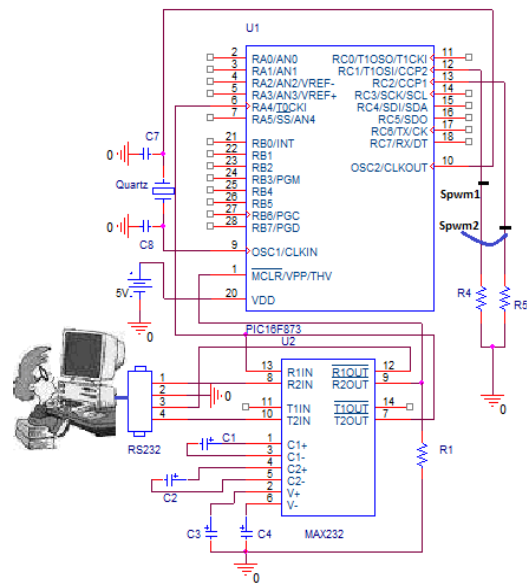 U1
2 RA0/AN0 RC0/T1OSO/T1CKI 11
3 RA1/AN1 RC1/T1OSI/CCP2 12
4 RA2/AN2/VREF- RC2/CCP1 13
5 RA3/AN3/VREF+ RC3/SCK/SCL 14
6 RA4/T0CKI RC4/SDI/SDA 15
7 RA5/SS/AN4 RC5/SDO 16
RC6/TX/CK 17
RC7/RX/DT 18
21 RB0/INT
22 RB1 OSC2/CLKOUT 10
23 RB2
24 RB3/PGM
25 RB4
26 RB5
27 RB6/PGC
28 RB7/PGD
9 OSC1/CLKIN
1 MCLR/VPP/THV
20 VDD
PIC16F873
C7
0
Quartz
0
C8
5V
0
Spwm1
Spwm2
R4
R5
0
U2
13 R1IN R1OUT 12
8 R2IN R2OUT 9
11 T1IN T1OUT 14
10 T2IN T2OUT 7
1 C1+
3 C1-
4 C2+
5 C2-
2 V+
6 V-
MAX232
1
2
3
4
0
RS232
C1
C2
C3
C4
R1
0